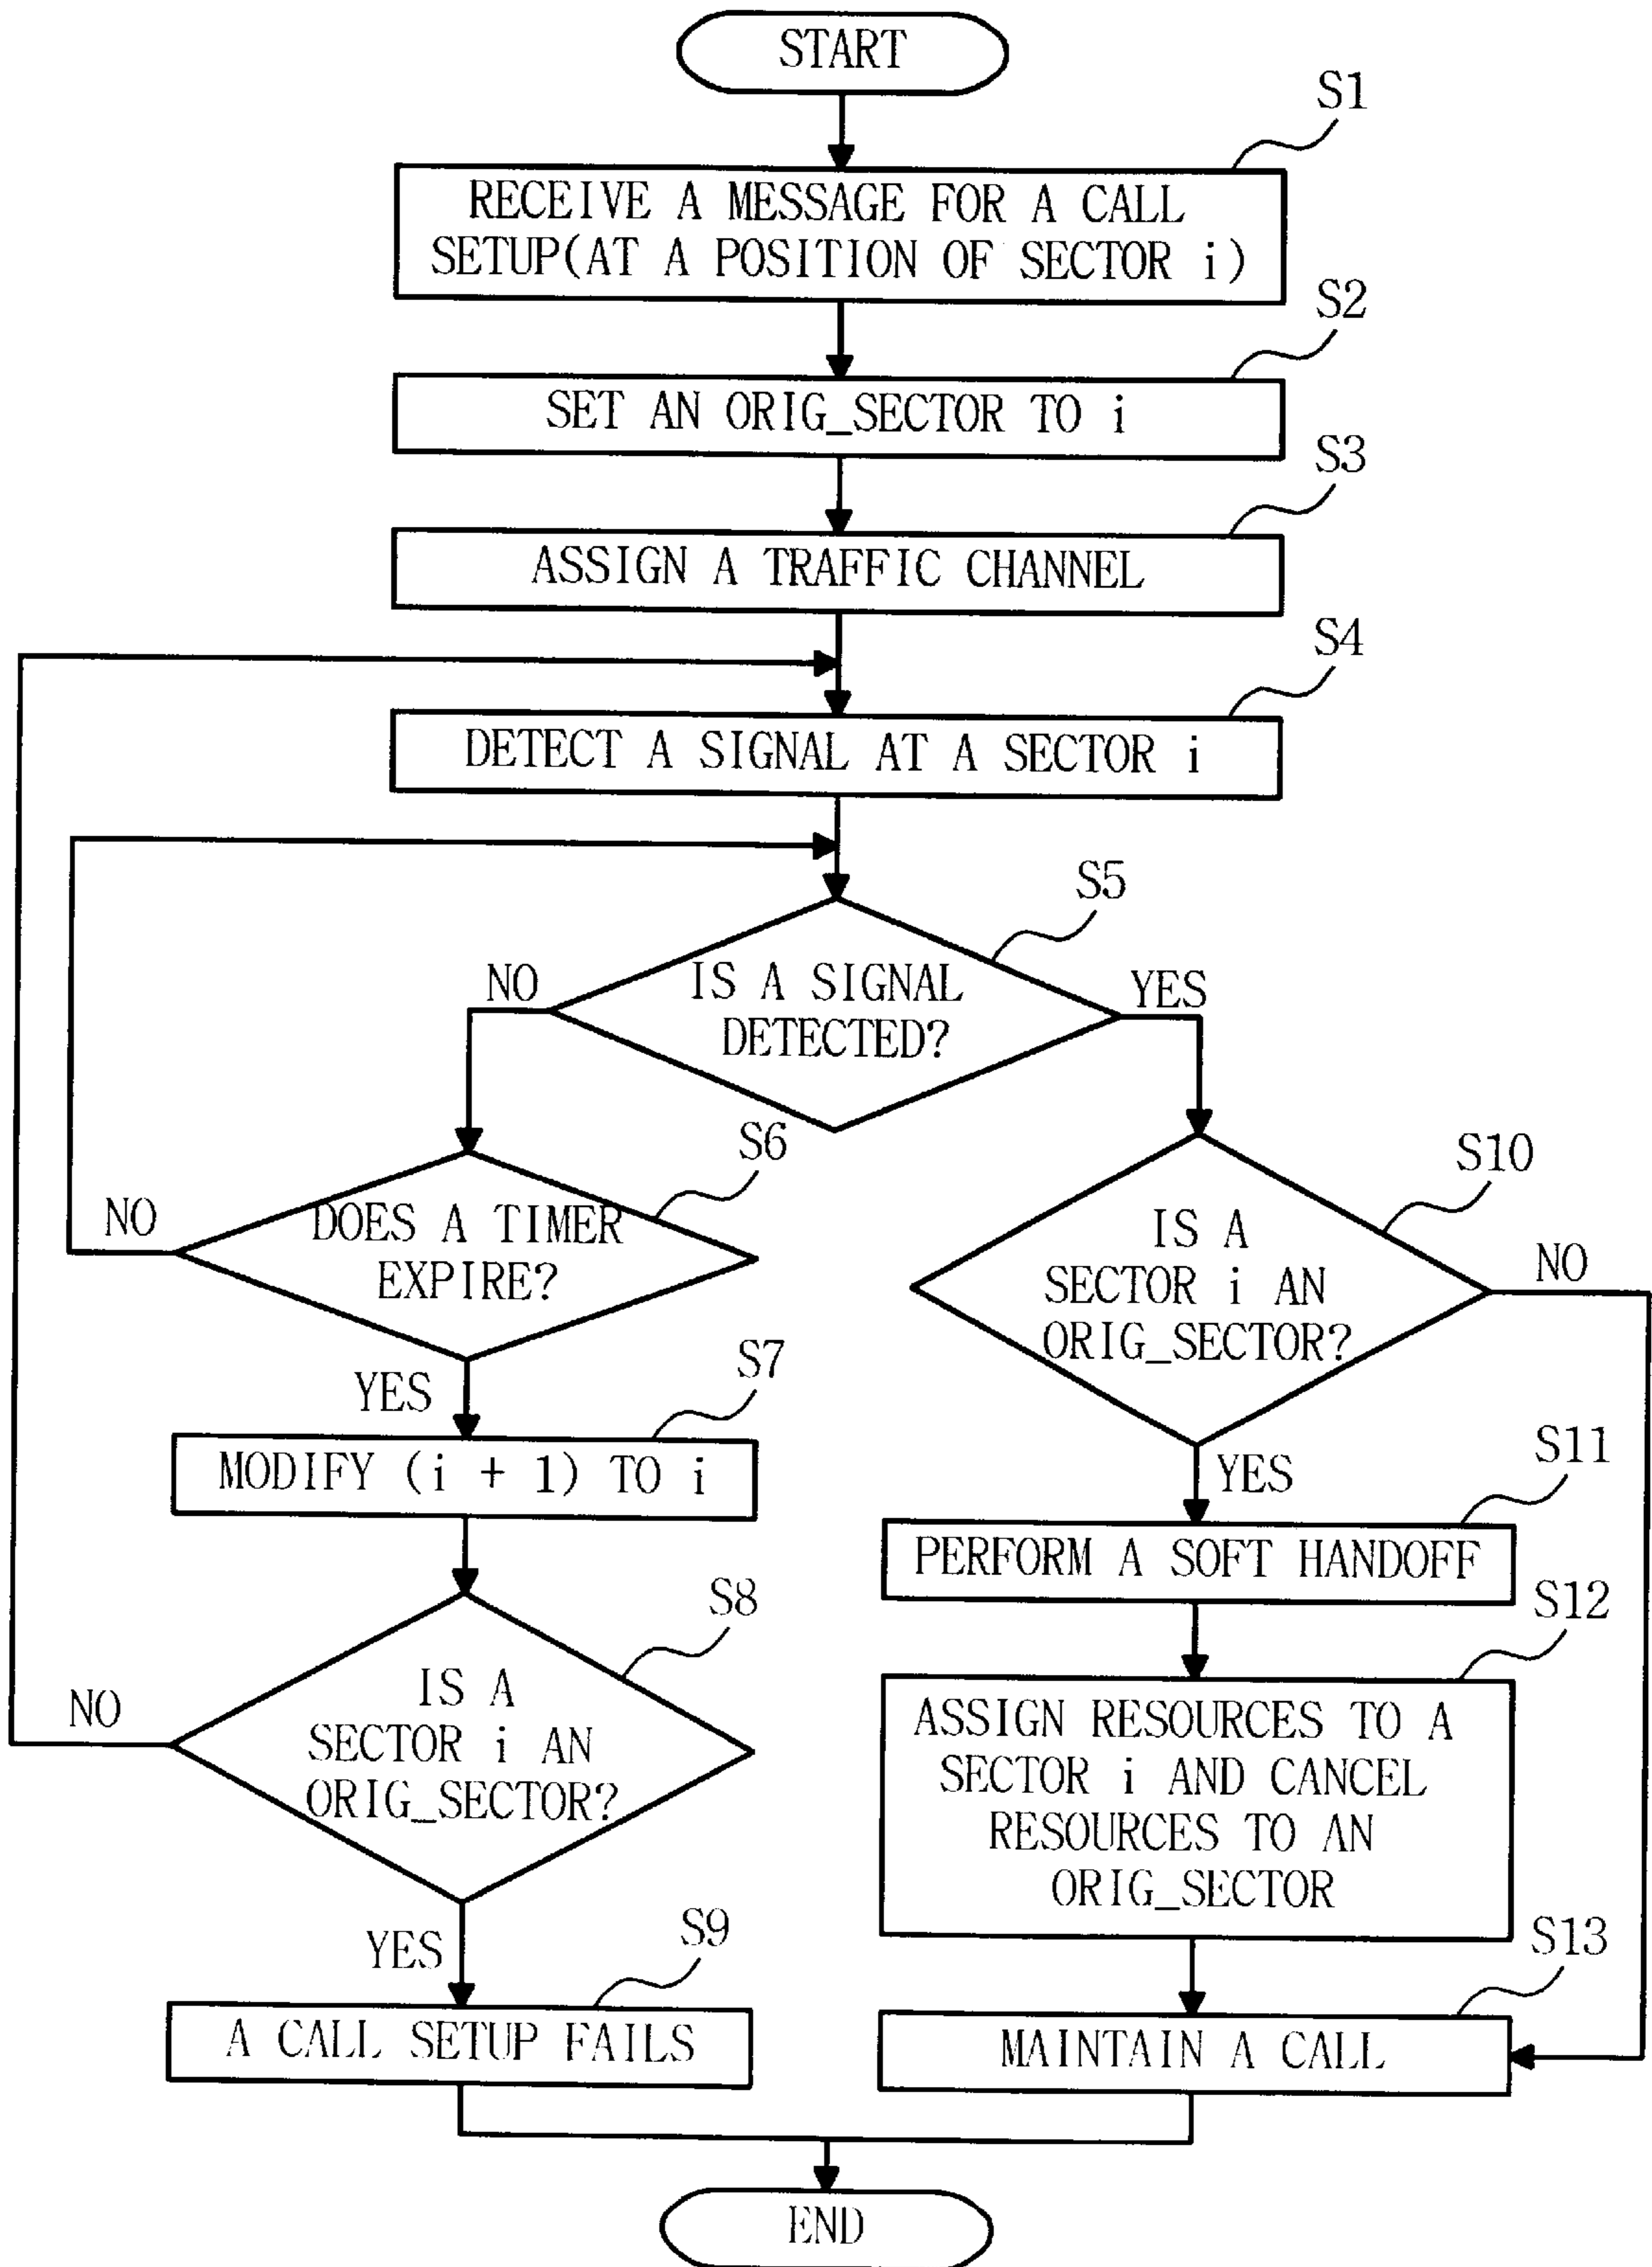 START
S1
RECEIVE A MESSAGE FOR A CALL
SETUP(AT A POSITION OF SECTOR i)
S2
SET AN ORIG_SECTOR TO i
S3
ASSIGN A TRAFFIC CHANNEL
S4
DETECT A SIGNAL AT A SECTOR i
S5
IS A SIGNAL
DETECTED?
NO
YES
S6
DOES A TIMER
EXPIRE?
NO
YES
S7
MODIFY (i + 1) TO i
S8
IS A
SECTOR i AN
ORIG_SECTOR?
NO
YES
S9
A CALL SETUP FAILS
S10
IS A
SECTOR i AN
ORIG_SECTOR?
NO
YES
S11
PERFORM A SOFT HANDOFF
S12
ASSIGN RESOURCES TO A
SECTOR i AND CANCEL
RESOURCES TO AN
ORIG_SECTOR
S13
MAINTAIN A CALL
END